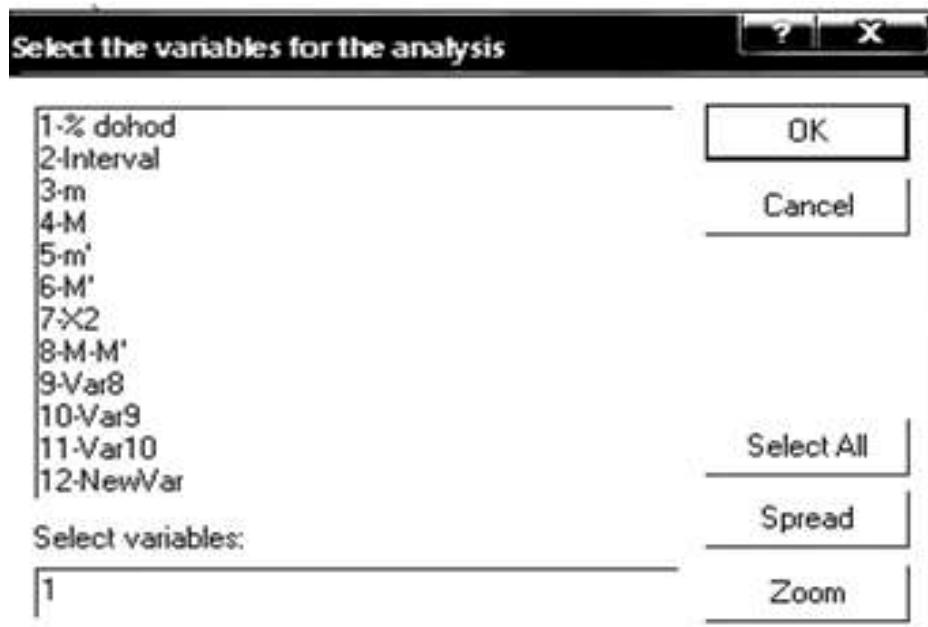 Select the variables for the analysis
? X
1-% dohod
2-Interval
3-m
4-M
5-m'
6-M'
7-X2
8-M-M'
9-Var8
10-Var9
11-Var10
12-NewVar
Select variables:
1
OK
Cancel
Select All
Spread
Zoom